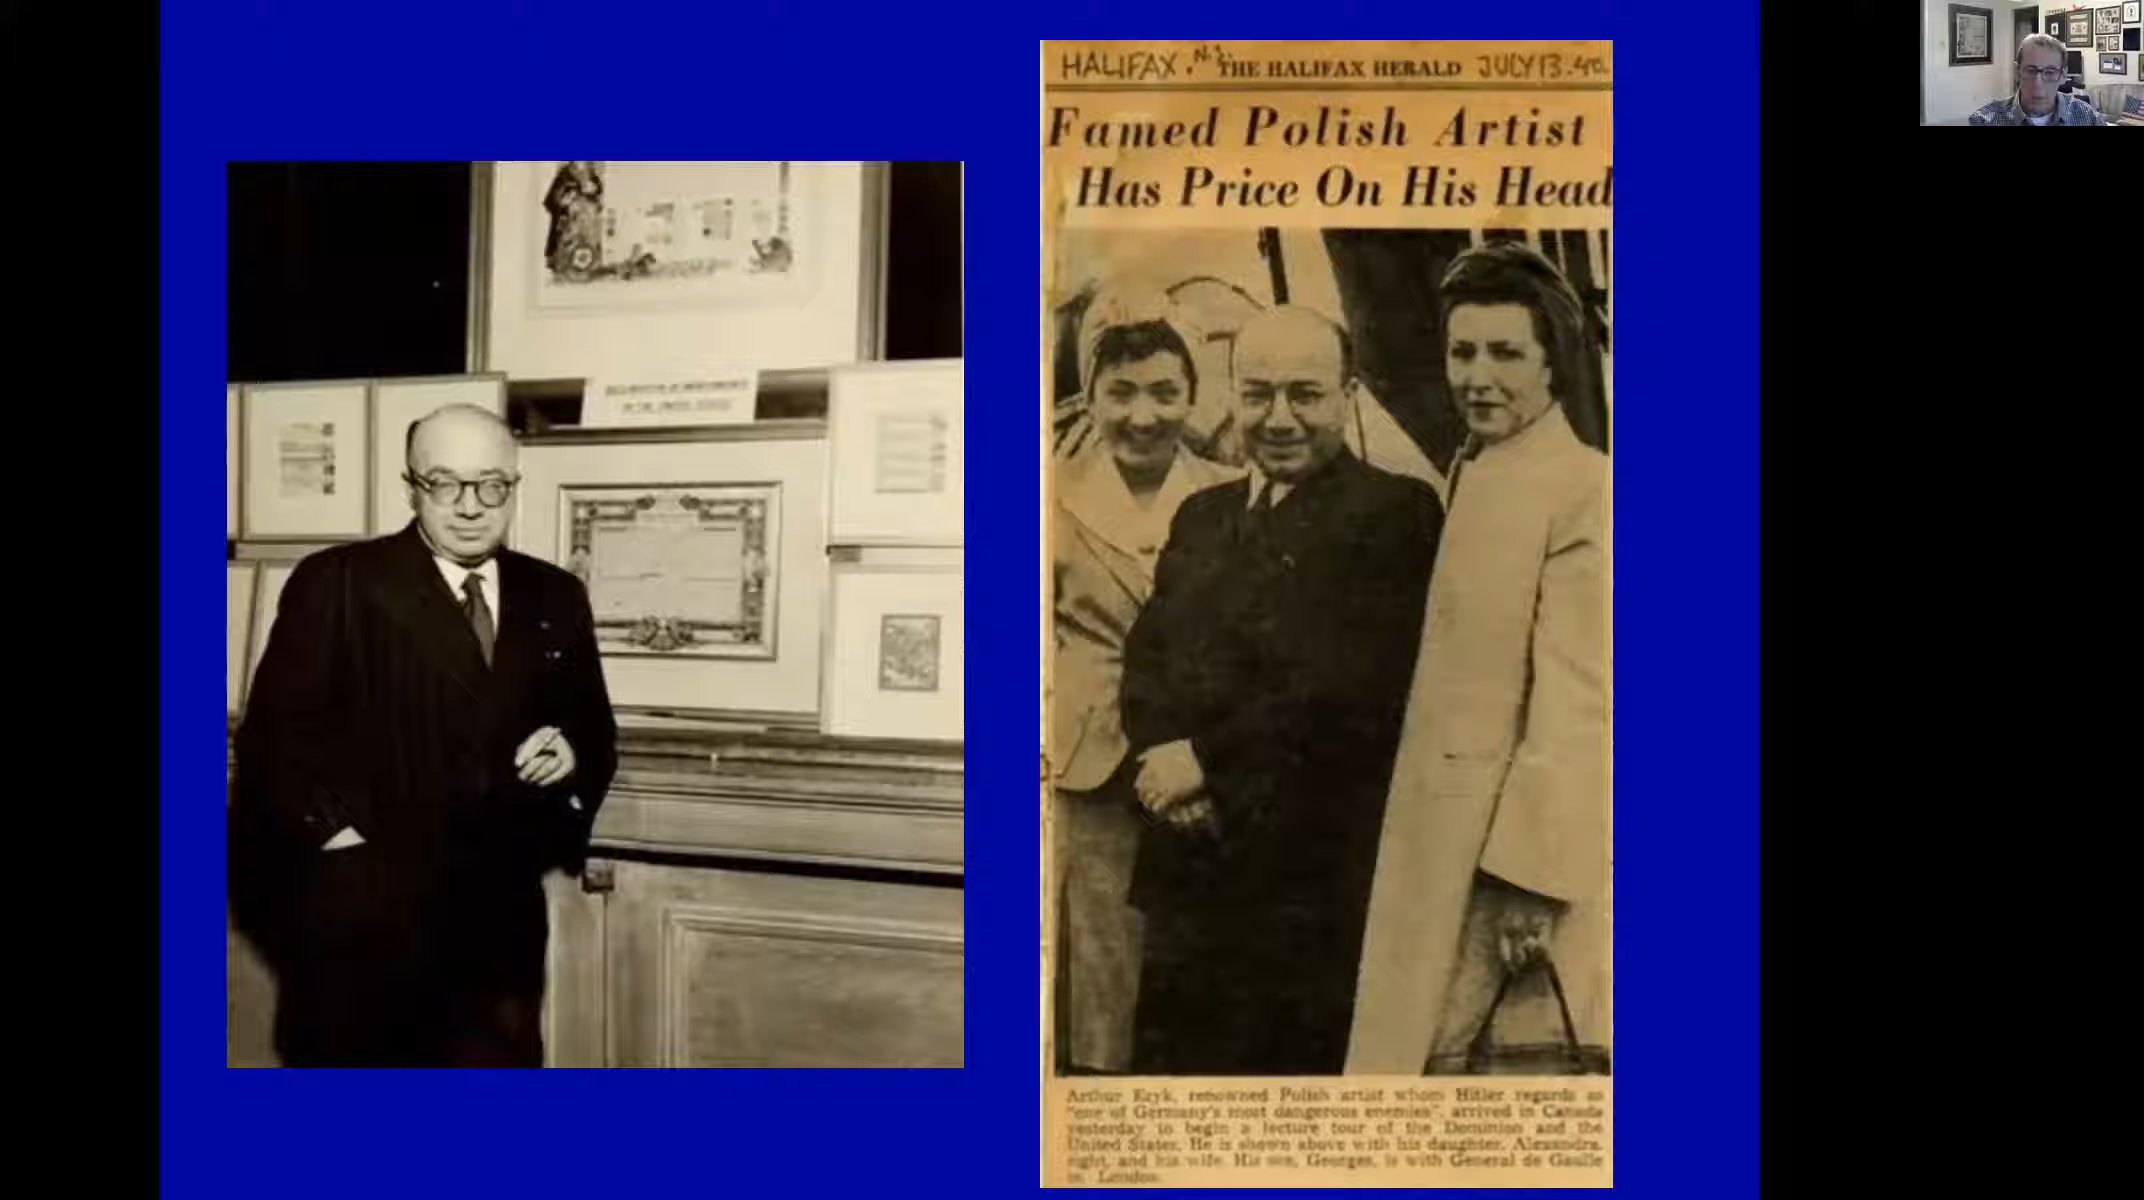 HALIFAX. N.S. THE HALIFAX HERALD JULY 13. 40.
Famed Polish Artist
Has Price On His Head
Arthur Szyk, renowned Polish artist whom Hitler regards as
"one of Germany's most dangerous enemies", arrived in Canada
yesterday to begin a lecture tour of the Dominion and the
United States. He is shown above with his daughter, Alexandra,
right, and his wife. His son, Georges, is with General de Gaulle
in London.